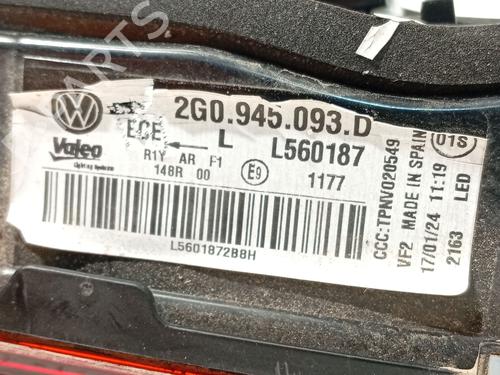 2G0.945.093.D
ECE
L
L560187
Valeo
R1Y AR F1
148R 00
E9
1177
L5601872B8H
CCC:TPNV020549
VF2 MADE IN SPAIN
17/01/24 11:19
2163 LED
01S